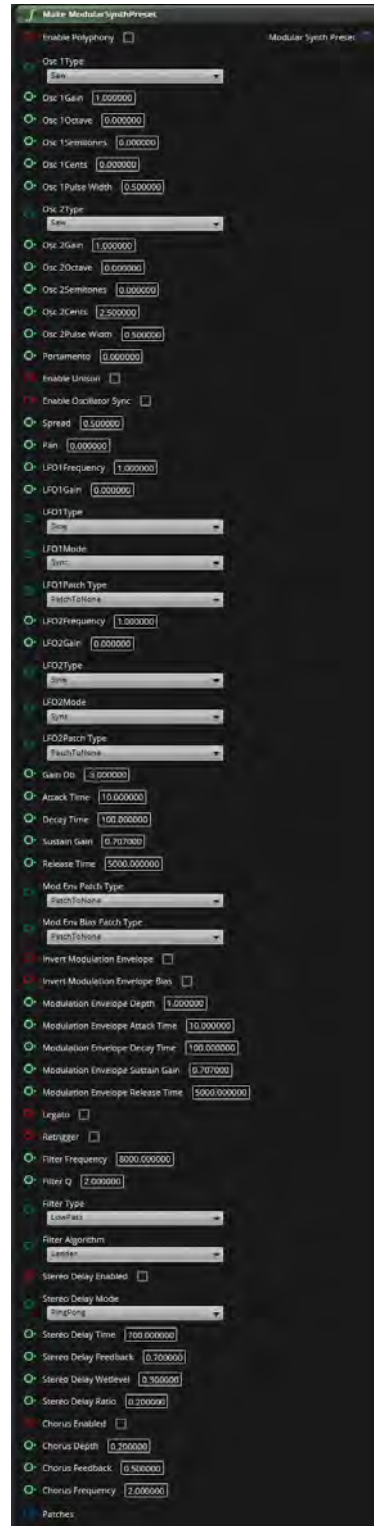 f Make ModularSynthPreset
Enable Polyphony Modular Synth Preset
Osc 1Type
Saw
Osc 1Gain 1.000000
Osc 1Octave 0.000000
Osc 1Semitones 0.000000
Osc 1Cents 0.000000
Osc 1Pulse Width 0.500000
Osc 2Type
Saw
Osc 2Gain 1.000000
Osc 2Octave 0.000000
Osc 2Semitones 0.000000
Osc 2Cents 2.500000
Osc 2Pulse Width 0.500000
Portamento 0.000000
Enable Unison
Enable Oscillator Sync
Spread 0.500000
Pan 0.000000
LFO1Frequency 1.000000
LFO1Gain 0.000000
LFO1Type
Sine
LFO1Mode
Sync
LFO1Patch Type
PatchToNone
LFO2Frequency 1.000000
LFO2Gain 0.000000
LFO2Type
Sine
LFO2Mode
Sync
LFO2Patch Type
PatchToNone
Gain Db -3.000000
Attack Time 10.000000
Decay Time 100.000000
Sustain Gain 0.707000
Release Time 5000.000000
Mod Env Patch Type
PatchToNone
Mod Env Bias Patch Type
PatchToNone
Invert Modulation Envelope
Invert Modulation Envelope Bias
Modulation Envelope Depth 1.000000
Modulation Envelope Attack Time 10.000000
Modulation Envelope Decay Time 100.000000
Modulation Envelope Sustain Gain 0.707000
Modulation Envelope Release Time 5000.000000
Legato
Retrigger
Filter Frequency 8000.000000
Filter Q 2.000000
Filter Type
LowPass
Filter Algorithm
Ladder
Stereo Delay Enabled
Stereo Delay Mode
PingPong
Stereo Delay Time 700.000000
Stereo Delay Feedback 0.700000
Stereo Delay Wetlevel 0.300000
Stereo Delay Ratio 0.200000
Chorus Enabled
Chorus Depth 0.200000
Chorus Feedback 0.500000
Chorus Frequency 2.000000
Patches